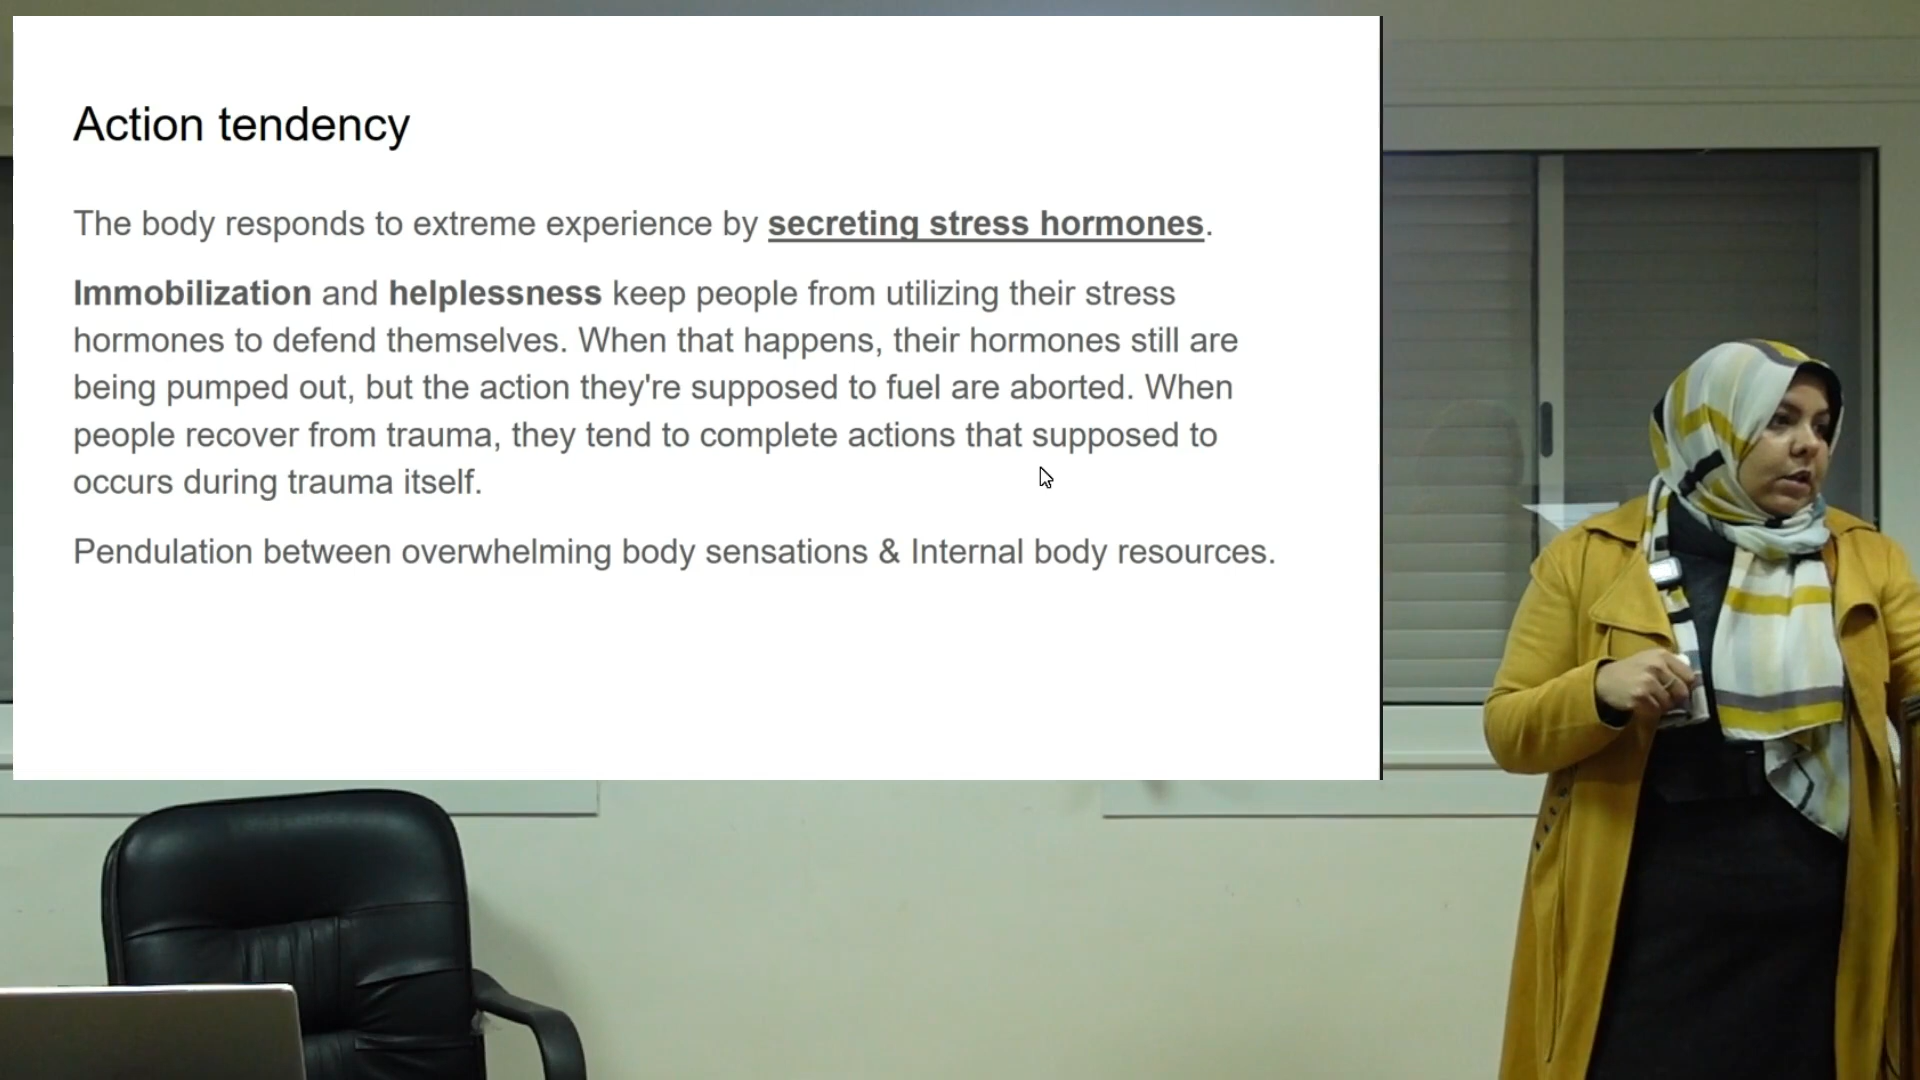 Action tendency
The body responds to extreme experience by secreting stress hormones.
Immobilization and helplessness keep people from utilizing their stress
hormones to defend themselves. When that happens, their hormones still are
being pumped out, but the action they're supposed to fuel are aborted. When
people recover from trauma, they tend to complete actions that supposed to
occurs during trauma itself.
Pendulation between overwhelming body sensations & Internal body resources.